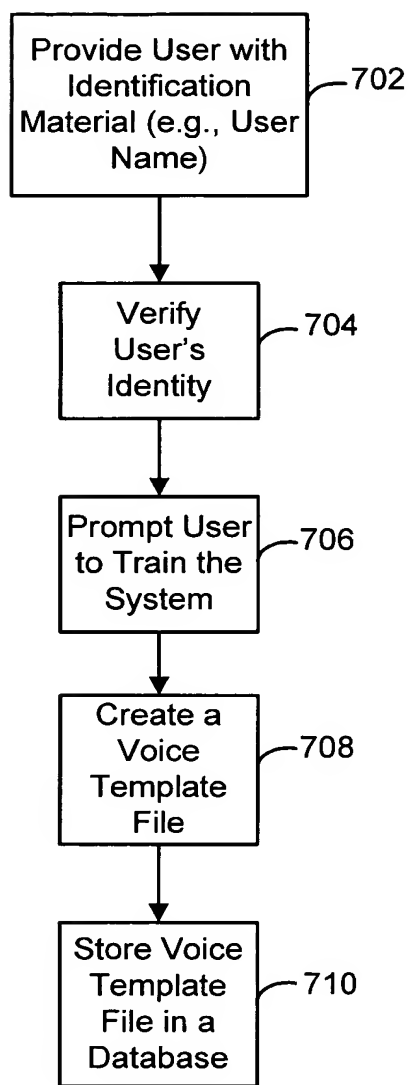 Provide User with
Identification
Material (e.g., User
Name)
702
Verify
User's
Identity
704
Prompt User
to Train the
System
706
Create a
Voice
Template
File
708
Store Voice
Template
File in a
Database
710